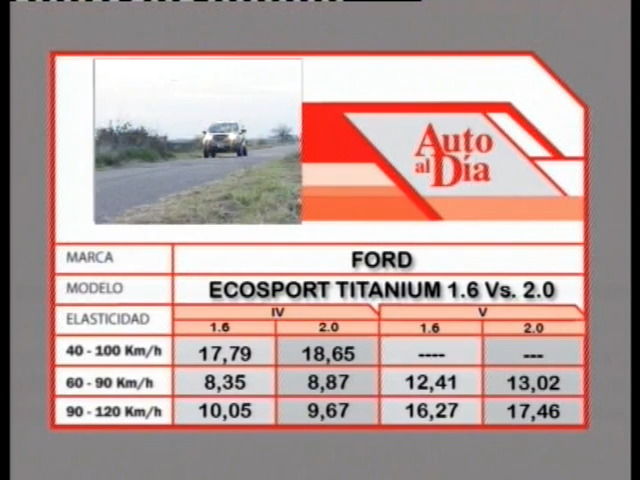 Auto
al Día
MARCA FORD
MODELO ECOSPORT TITANIUM 1.6 Vs. 2.0
ELASTICIDAD IV V
1.6 2.0 1.6 2.0
40 - 100 Km/h 17,79 18,65 ---- ---
60 - 90 Km/h 8,35 8,87 12,41 13,02
90 - 120 Km/h 10,05 9,67 16,27 17,46